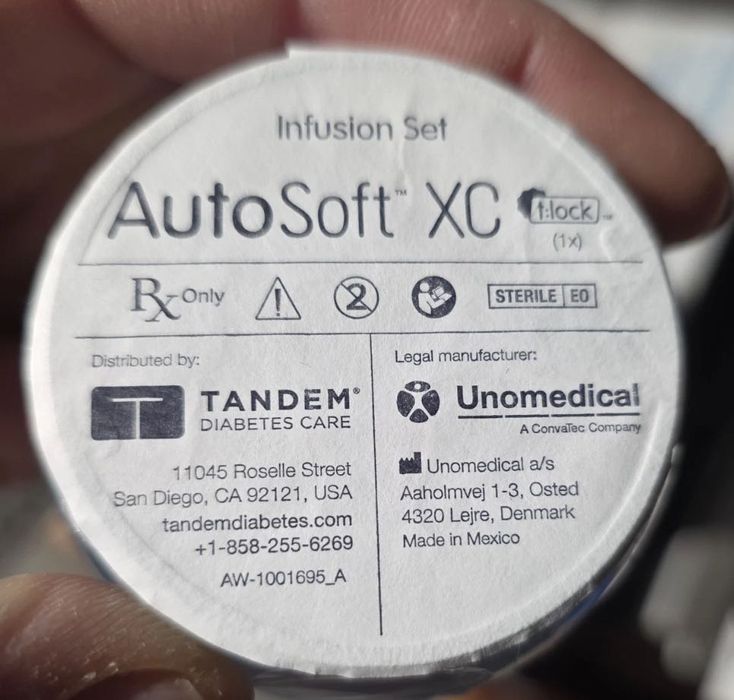 Infusion Set
AutoSoft™ XC t:lock™
(1x)
Rx Only 2 STERILE EO
Distributed by:
TANDEM®
DIABETES CARE
11045 Roselle Street
San Diego, CA 92121, USA
tandemdiabetes.com
+1-858-255-6269
AW-1001695_A
Legal manufacturer:
Unomedical
A ConvaTec Company
Unomedical a/s
Aaholmvej 1-3, Osted
4320 Lejre, Denmark
Made in Mexico